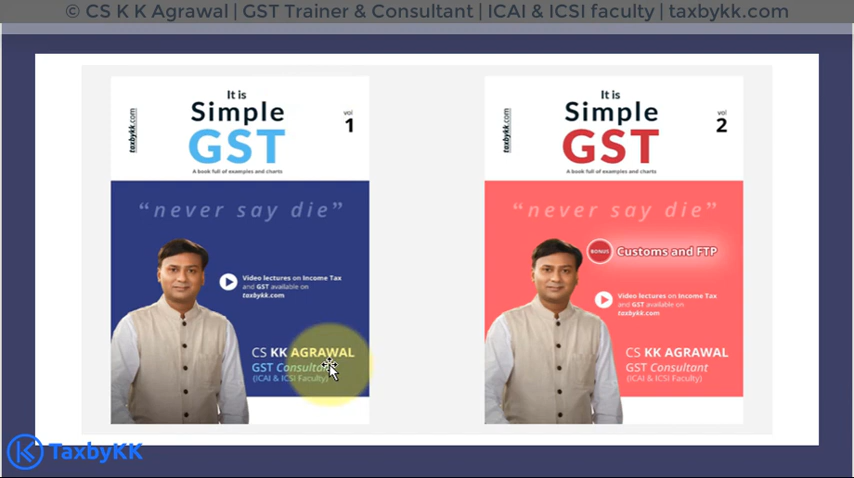 © CS K K Agrawal | GST Trainer & Consultant | ICAI & ICSI faculty | taxbykk.com
taxbykk.com
It is
Simple
GST
A book full of examples and charts
vol
1
“never say die”
Video lectures on Income Tax
and GST available on
taxbykk.com
CS KK AGRAWAL
GST Consultant
(ICAI & ICSI Faculty)
taxbykk.com
It is
Simple
GST
A book full of examples and charts
vol
2
“never say die”
BONUS
Customs and FTP
Video lectures on Income Tax
and GST available on
taxbykk.com
CS KK AGRAWAL
GST Consultant
(ICAI & ICSI Faculty)
TaxbyKK